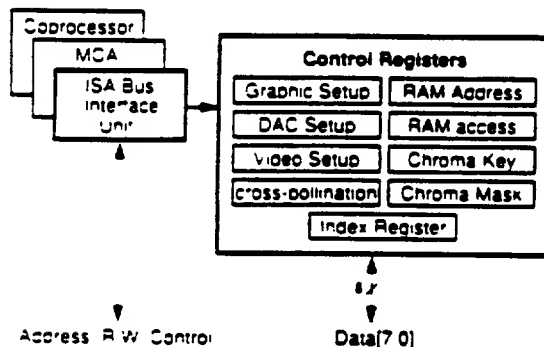 Coprocessor
MCA
ISA Bus
Interface
Unit
Control Registers
Graphic Setup
RAM Address
DAC Setup
RAM access
Video Setup
Chroma Key
cross-pollination
Chroma Mask
Index Register
Address, R/W, Control
Data[7:0]